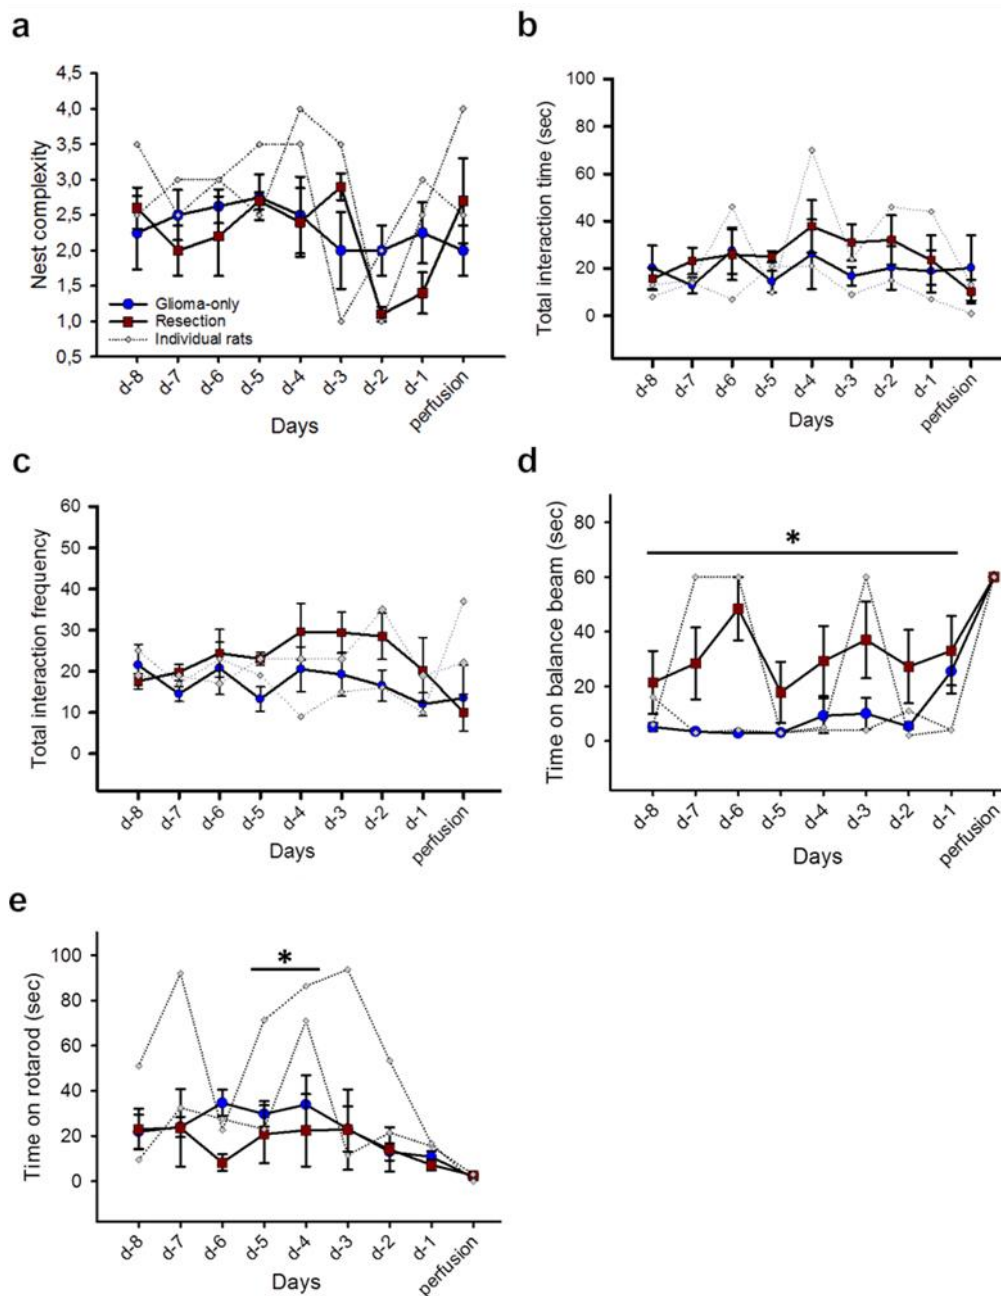 a
Nest complexity
4,5
4,0
3,5
3,0
2,5
2,0
1,5
1,0
0,5
Glioma-only
Resection
Individual rats
d-8 d-7 d-6 d-5 d-4 d-3 d-2 d-1 perfusion
Days
b
Total interaction time (sec)
100
80
60
40
20
0
d-8 d-7 d-6 d-5 d-4 d-3 d-2 d-1 perfusion
Days
c
Total interaction frequency
60
50
40
30
20
10
0
d-8 d-7 d-6 d-5 d-4 d-3 d-2 d-1 perfusion
Days
d
Time on balance beam (sec)
80
60
40
20
0
*
d-8 d-7 d-6 d-5 d-4 d-3 d-2 d-1 perfusion
Days
e
Time on rotarod (sec)
100
80
60
40
20
0
*
d-8 d-7 d-6 d-5 d-4 d-3 d-2 d-1 perfusion
Days